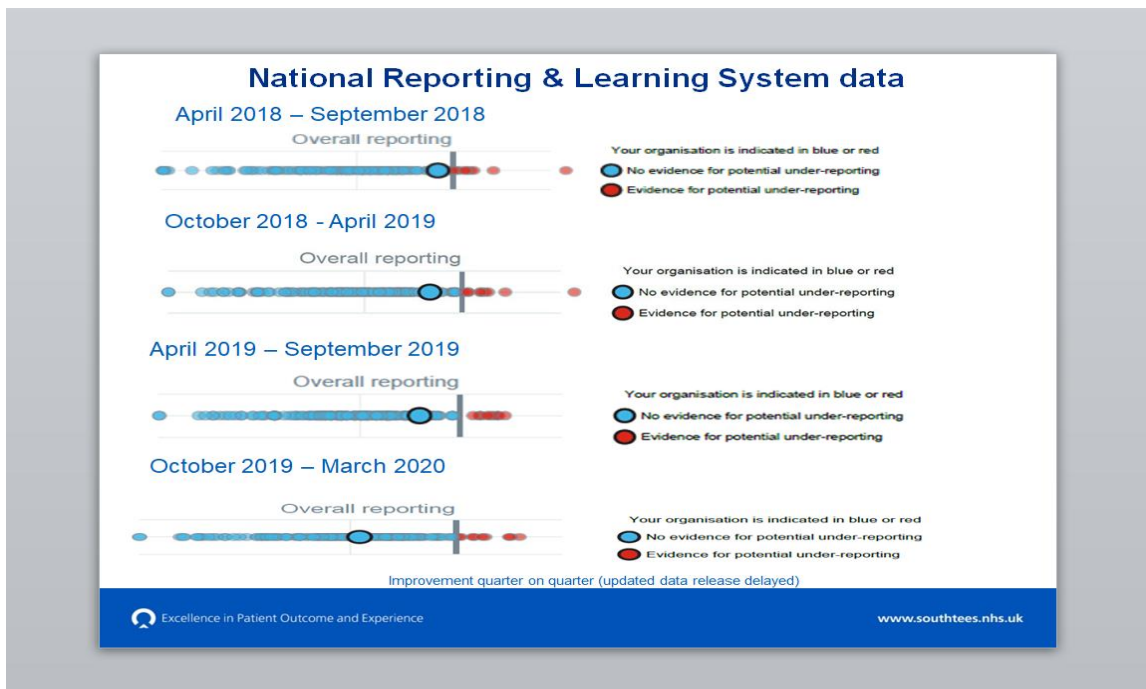 National Reporting & Learning System data
April 2018 – September 2018
Overall reporting
Your organisation is indicated in blue or red
No evidence for potential under-reporting
Evidence for potential under-reporting
October 2018 - April 2019
Overall reporting
Your organisation is indicated in blue or red
No evidence for potential under-reporting
Evidence for potential under-reporting
April 2019 – September 2019
Overall reporting
Your organisation is indicated in blue or red
No evidence for potential under-reporting
Evidence for potential under-reporting
October 2019 – March 2020
Overall reporting
Your organisation is indicated in blue or red
No evidence for potential under-reporting
Evidence for potential under-reporting
Improvement quarter on quarter (updated data release delayed)
Excellence in Patient Outcome and Experience
www.southtees.nhs.uk